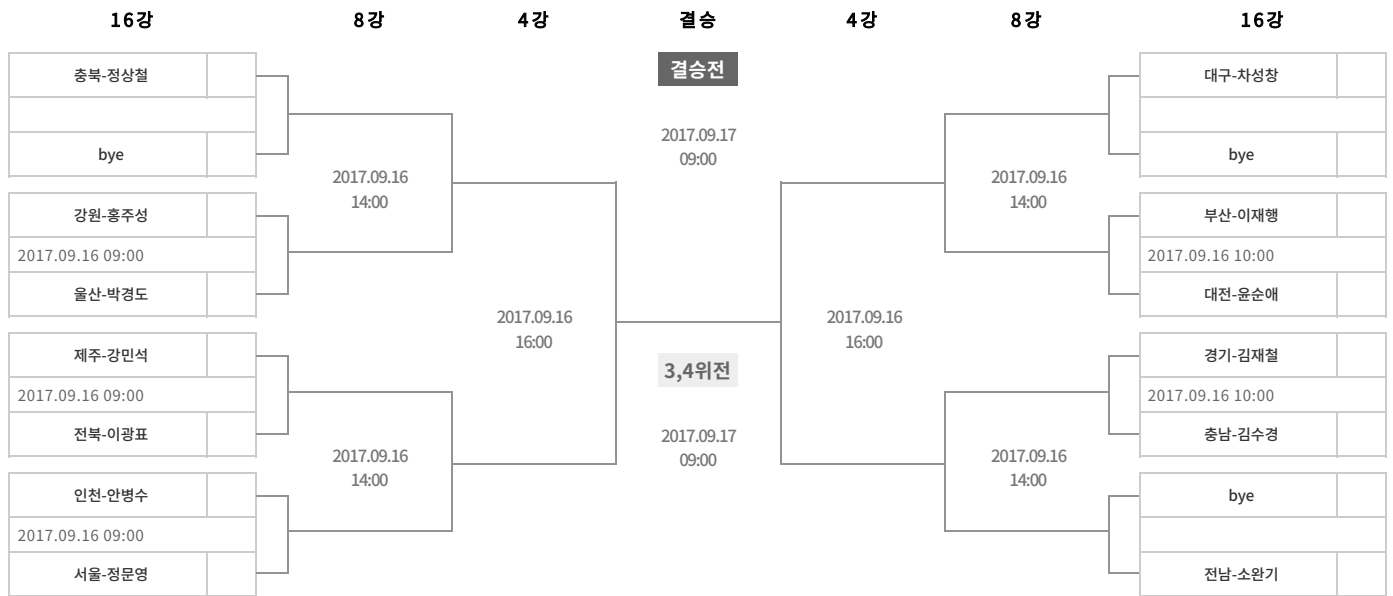 16강 8강 4강 결승 4강 8강 16강
충북-정상철
bye
강원-홍주성
2017.09.16 09:00
울산-박경도
제주-강민석
2017.09.16 09:00
전북-이광표
인천-안병수
2017.09.16 09:00
서울-정문영
2017.09.16
14:00
2017.09.16
14:00
2017.09.16
16:00
결승전
2017.09.17
09:00
3,4위전
2017.09.17
09:00
2017.09.16
16:00
2017.09.16
14:00
2017.09.16
14:00
대구-차성창
bye
부산-이재행
2017.09.16 10:00
대전-윤순애
경기-김재철
2017.09.16 10:00
충남-김수경
bye
전남-소완기